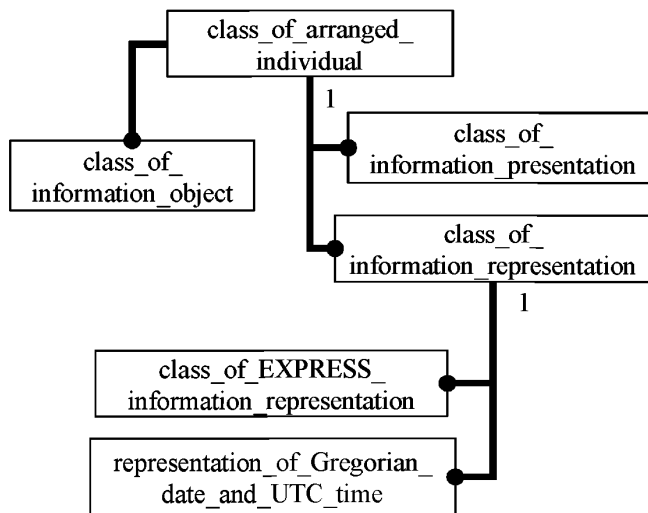 class_of_arranged_
individual
1
class_of_
information_object
class_of_
information_presentation
class_of_
information_representation
1
class_of_EXPRESS_
information_representation
representation_of_Gregorian_
date_and_UTC_time